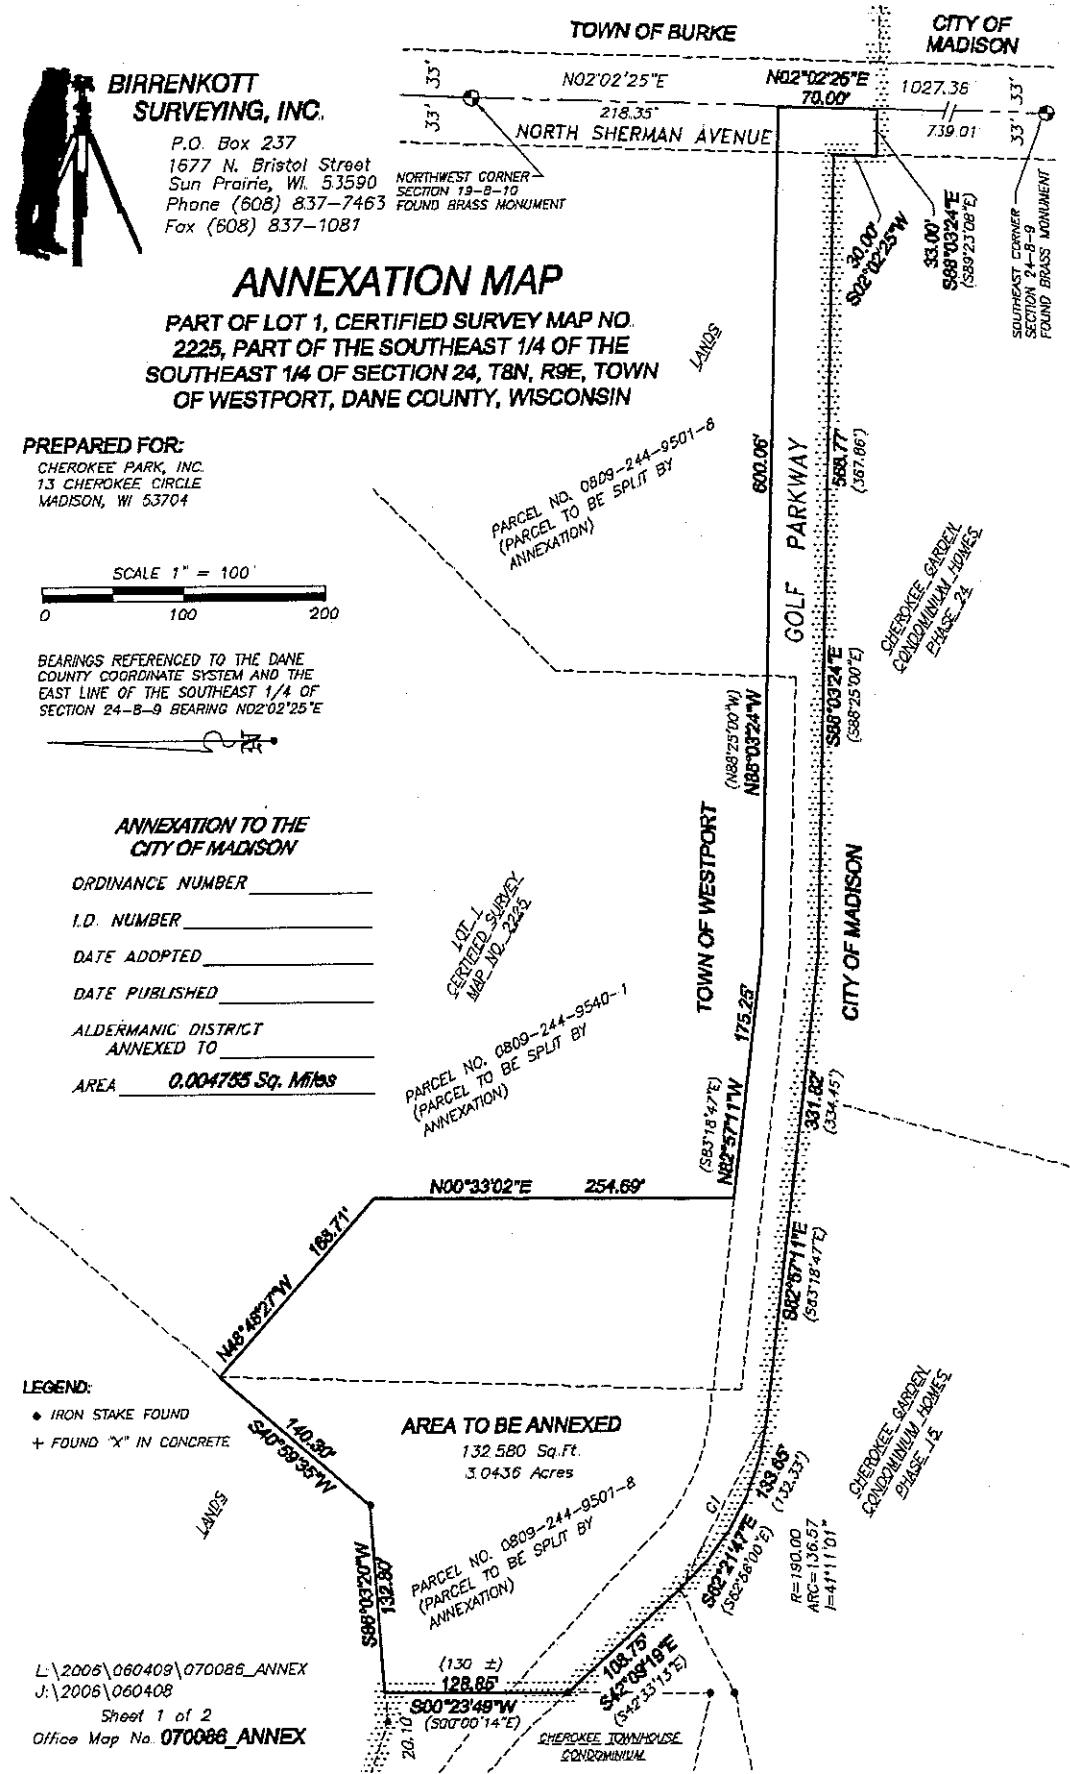 TOWN OF BURKE
CITY OF
MADISON
BIRRENKOTT
SURVEYING, INC.
P.O. Box 237
1677 N. Bristol Street
Sun Prairie, WI. 53590
Phone (608) 837-7463
Fax (608) 837-1081
33'
33'
N02°02'25"E
218.35'
NORTH SHERMAN AVENUE
N02°02'25"E
70.00'
1027.36
739.01
33'
33'
NORTHWEST CORNER
SECTION 19-8-10
FOUND BRASS MONUMENT
30.00'
S02°02'25"W
33.00'
S88°03'24"E
(S89°23'08"E)
SOUTHEAST CORNER
SECTION 24-8-9
FOUND BRASS MONUMENT
ANNEXATION MAP
PART OF LOT 1, CERTIFIED SURVEY MAP NO.
2225, PART OF THE SOUTHEAST 1/4 OF THE
SOUTHEAST 1/4 OF SECTION 24, T8N, R9E, TOWN
OF WESTPORT, DANE COUNTY, WISCONSIN
LANDS
PREPARED FOR:
CHEROKEE PARK, INC.
13 CHEROKEE CIRCLE
MADISON, WI 53704
PARCEL NO. 0809-244-9501-8
(PARCEL TO BE SPLIT BY
ANNEXATION)
600.06'
GOLF PARKWAY
568.77'
(567.86')
CHEROKEE GARDEN
CONDOMINIUM HOMES
PHASE 24
SCALE 1" = 100'
0 100 200
BEARINGS REFERENCED TO THE DANE
COUNTY COORDINATE SYSTEM AND THE
EAST LINE OF THE SOUTHEAST 1/4 OF
SECTION 24-8-9 BEARING N02°02'25"E
(N88°25'00"W)
N88°03'24"W
S88°03'24"E
(S88°25'00"E)
ANNEXATION TO THE
CITY OF MADISON
ORDINANCE NUMBER
I.D. NUMBER
DATE ADOPTED
DATE PUBLISHED
ALDERMANIC DISTRICT
ANNEXED TO
AREA 0.004755 Sq. Miles
LOT 1
CERTIFIED SURVEY
MAP NO. 2225
TOWN OF WESTPORT
CITY OF MADISON
175.25'
PARCEL NO. 0809-244-9540-1
(PARCEL TO BE SPLIT BY
ANNEXATION)
(S83°18'47"E)
N82°57'11"W
331.82'
(334.45')
N00°33'02"E 254.69'
168.71'
N48°48'27"W
S82°57'11"E
(S83°18'47"E)
LEGEND:
IRON STAKE FOUND
+ FOUND "X" IN CONCRETE
140.30'
S40°59'35"W
AREA TO BE ANNEXED
132,580 Sq.Ft.
3.0436 Acres
LANDS
CHEROKEE GARDEN
CONDOMINIUM HOMES
PHASE 15
C1
133.65'
(132.33')
S62°21'47"E
(S62°56'00"E)
R=190.00
ARC=136.57
I=41°11'01"
PARCEL NO. 0809-244-9501-8
(PARCEL TO BE SPLIT BY
ANNEXATION)
S86°03'20"W
132.80'
(130 ±)
128.85'
S00°23'49"W
(S00°00'14"E)
108.75'
S42°09'19"E
(S42°33'13"E)
20.10'
CHEROKEE TOWNHOUSE
CONDOMINIUM
L:\2006\060409\070086_ANNEX
J:\2006\060408
Sheet 1 of 2
Office Map No. 070086_ANNEX